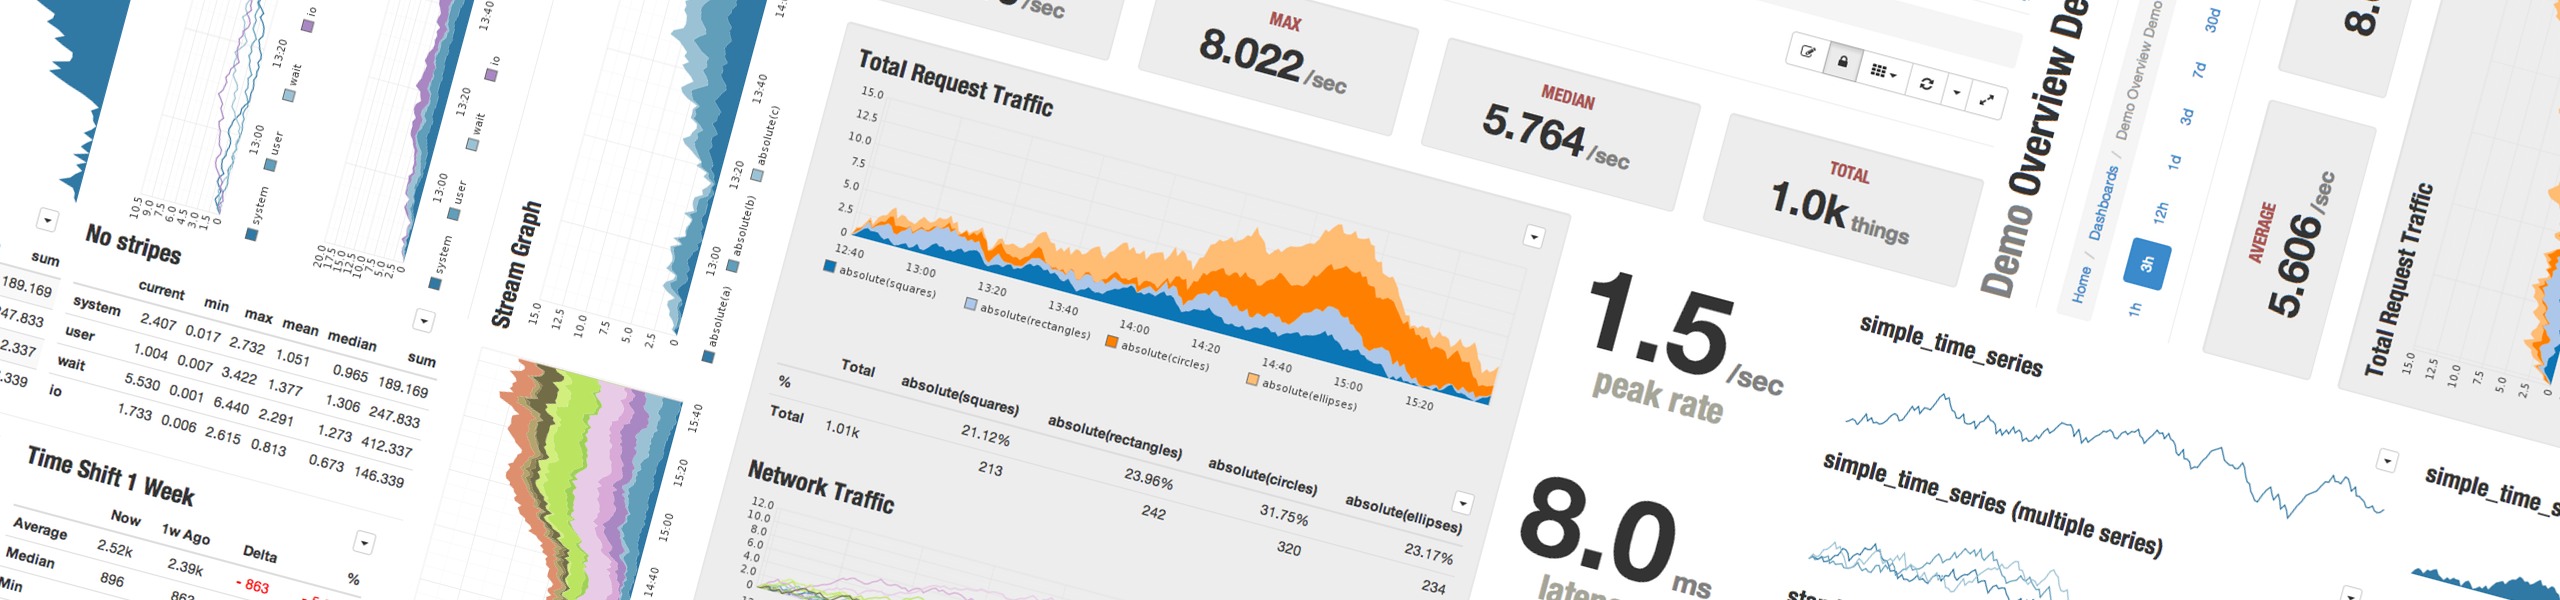 13:20
13:00
io
wait
user
system
10.5
9.0
7.5
6.0
4.5
3.0
1.5
0
13:40
13:20
13:00
io
wait
user
system
20.0
17.5
15.0
12.5
10.0
7.5
5.0
2.5
0
sum
189.169
No stripes
current min max mean median sum
system 2.407 0.017 2.732 1.051 0.965 189.169
user 1.004 0.007 3.422 1.377 1.306 247.833
wait 5.530 0.001 6.440 2.291 1.273 412.337
io 1.733 0.006 2.615 0.813 0.673 146.339
Time Shift 1 Week
Now 1w Ago Delta %
Average 2.52k 2.39k - 863
Median 896
Min
Stream Graph
15.0
12.5
10.0
7.5
5.0
2.5
0
13:40
13:20
13:00
absolute(c)
absolute(b)
absolute(a)
15:40
15:20
15:00
14:40
/sec
MAX
8.022 /sec
MEDIAN
5.764 /sec
TOTAL
1.0k things
Total Request Traffic
15.0
12.5
10.0
7.5
5.0
2.5
0
12:40 13:00 13:20 13:40 14:00 14:20 14:40 15:00 15:20
absolute(squares) absolute(rectangles) absolute(circles) absolute(ellipses)
Total absolute(squares) absolute(rectangles) absolute(circles) absolute(ellipses)
% 21.12% 23.96% 31.75% 23.17%
Total 1.01k 213 242 320 234
Network Traffic
12.0
10.0
8.0
6.0
4.0
2.0
0
1.5 /sec
peak rate
8.0 ms
Demo Overview
Home / Dashboards / Demo Overview Demo
1h 3h 12h 1d 3d 7d 30d
simple_time_series
simple_time_series (multiple series)
AVERAGE
5.606 /sec
Total Request Traffic
15.0
12.5
10.0
7.5
5.0
2.5
0